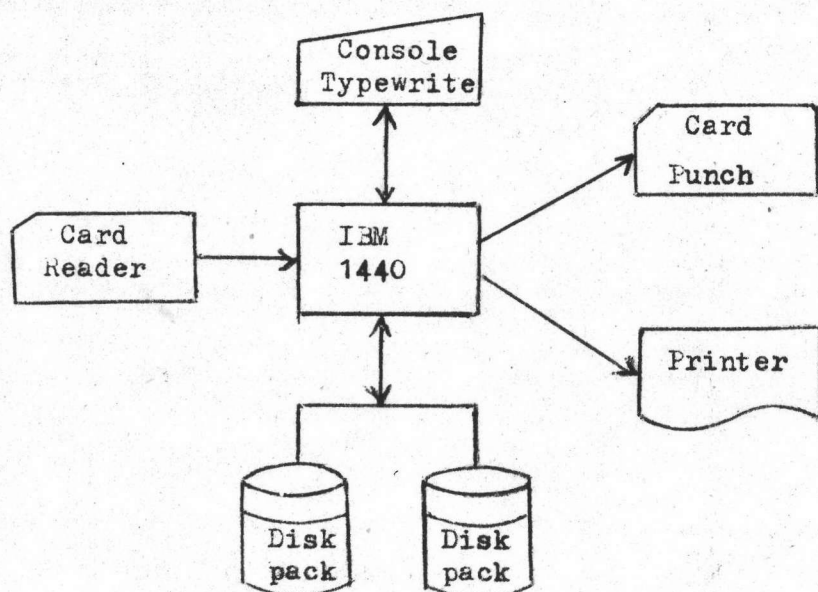 Console
Typewrite
Card
Punch
Card
Reader
IBM
1440
Printer
Disk
pack
Disk
pack